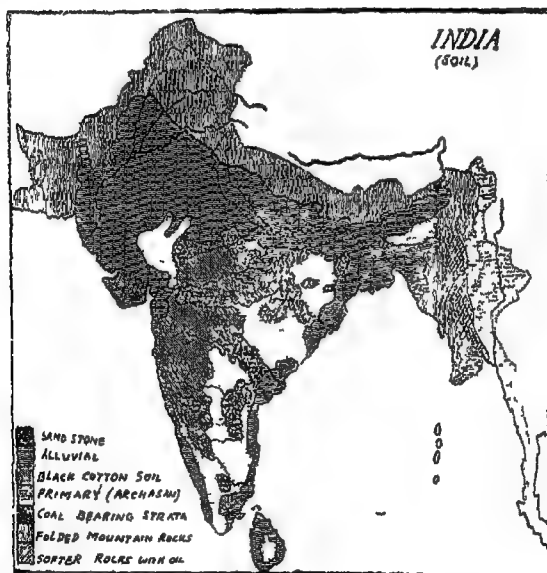 INDIA
(SOIL)
SAND STONE
ALLUVIAL
BLACK COTTON SOIL
PRIMARY (ARCHAEAN)
COAL BEARING STRATA
FOLDED MOUNTAIN ROCKS
SOFTER ROCKS WITH OIL